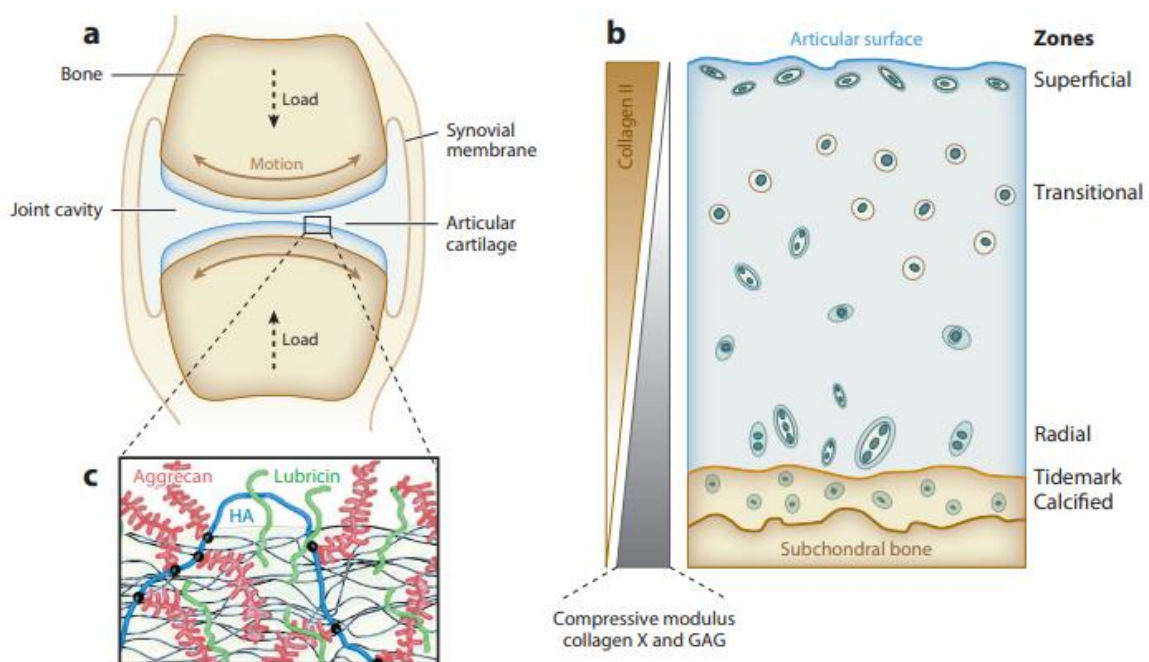 a
Bone
Load
Motion
Synovial
membrane
Joint cavity
Articular
cartilage
Load
b
Articular surface
Zones
Collagen II
Superficial
Transitional
Radial
Tidemark
Calcified
Subchondral bone
Compressive modulus
collagen X and GAG
c
Aggrecan
Lubricin
HA